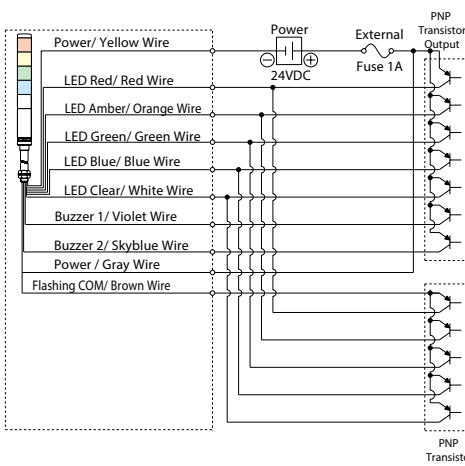 PNP
Transistor
Output
Power
External
Fuse 1A
24VDC
Power/ Yellow Wire
LED Red/ Red Wire
LED Amber/ Orange Wire
LED Green/ Green Wire
LED Blue/ Blue Wire
LED Clear/ White Wire
Buzzer 1/ Violet Wire
Buzzer 2/ Skyblue Wire
Power / Gray Wire
Flashing COM/ Brown Wire
PNP